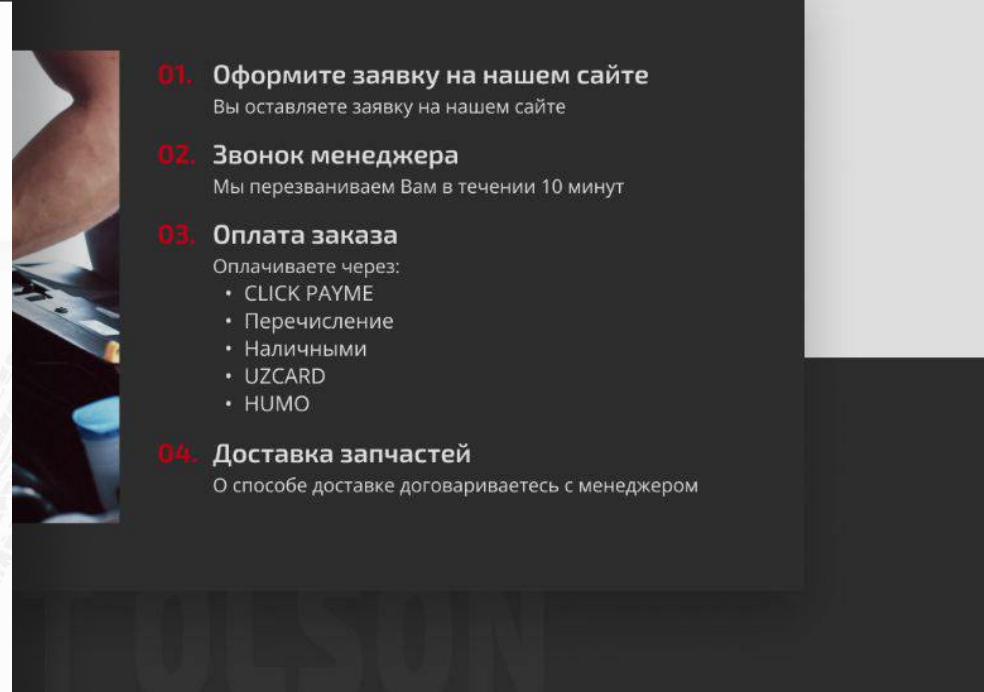 01. Оформите заявку на нашем сайте
Вы оставляете заявку на нашем сайте
02. Звонок менеджера
Мы перезваниваем Вам в течении 10 минут
03. Оплата заказа
Оплачиваете через:
• CLICK PAYME
• Перечисление
• Наличными
• UZCARD
• HUMO
04. Доставка запчастей
О способе доставке договариваетесь с менеджером
T OLSON